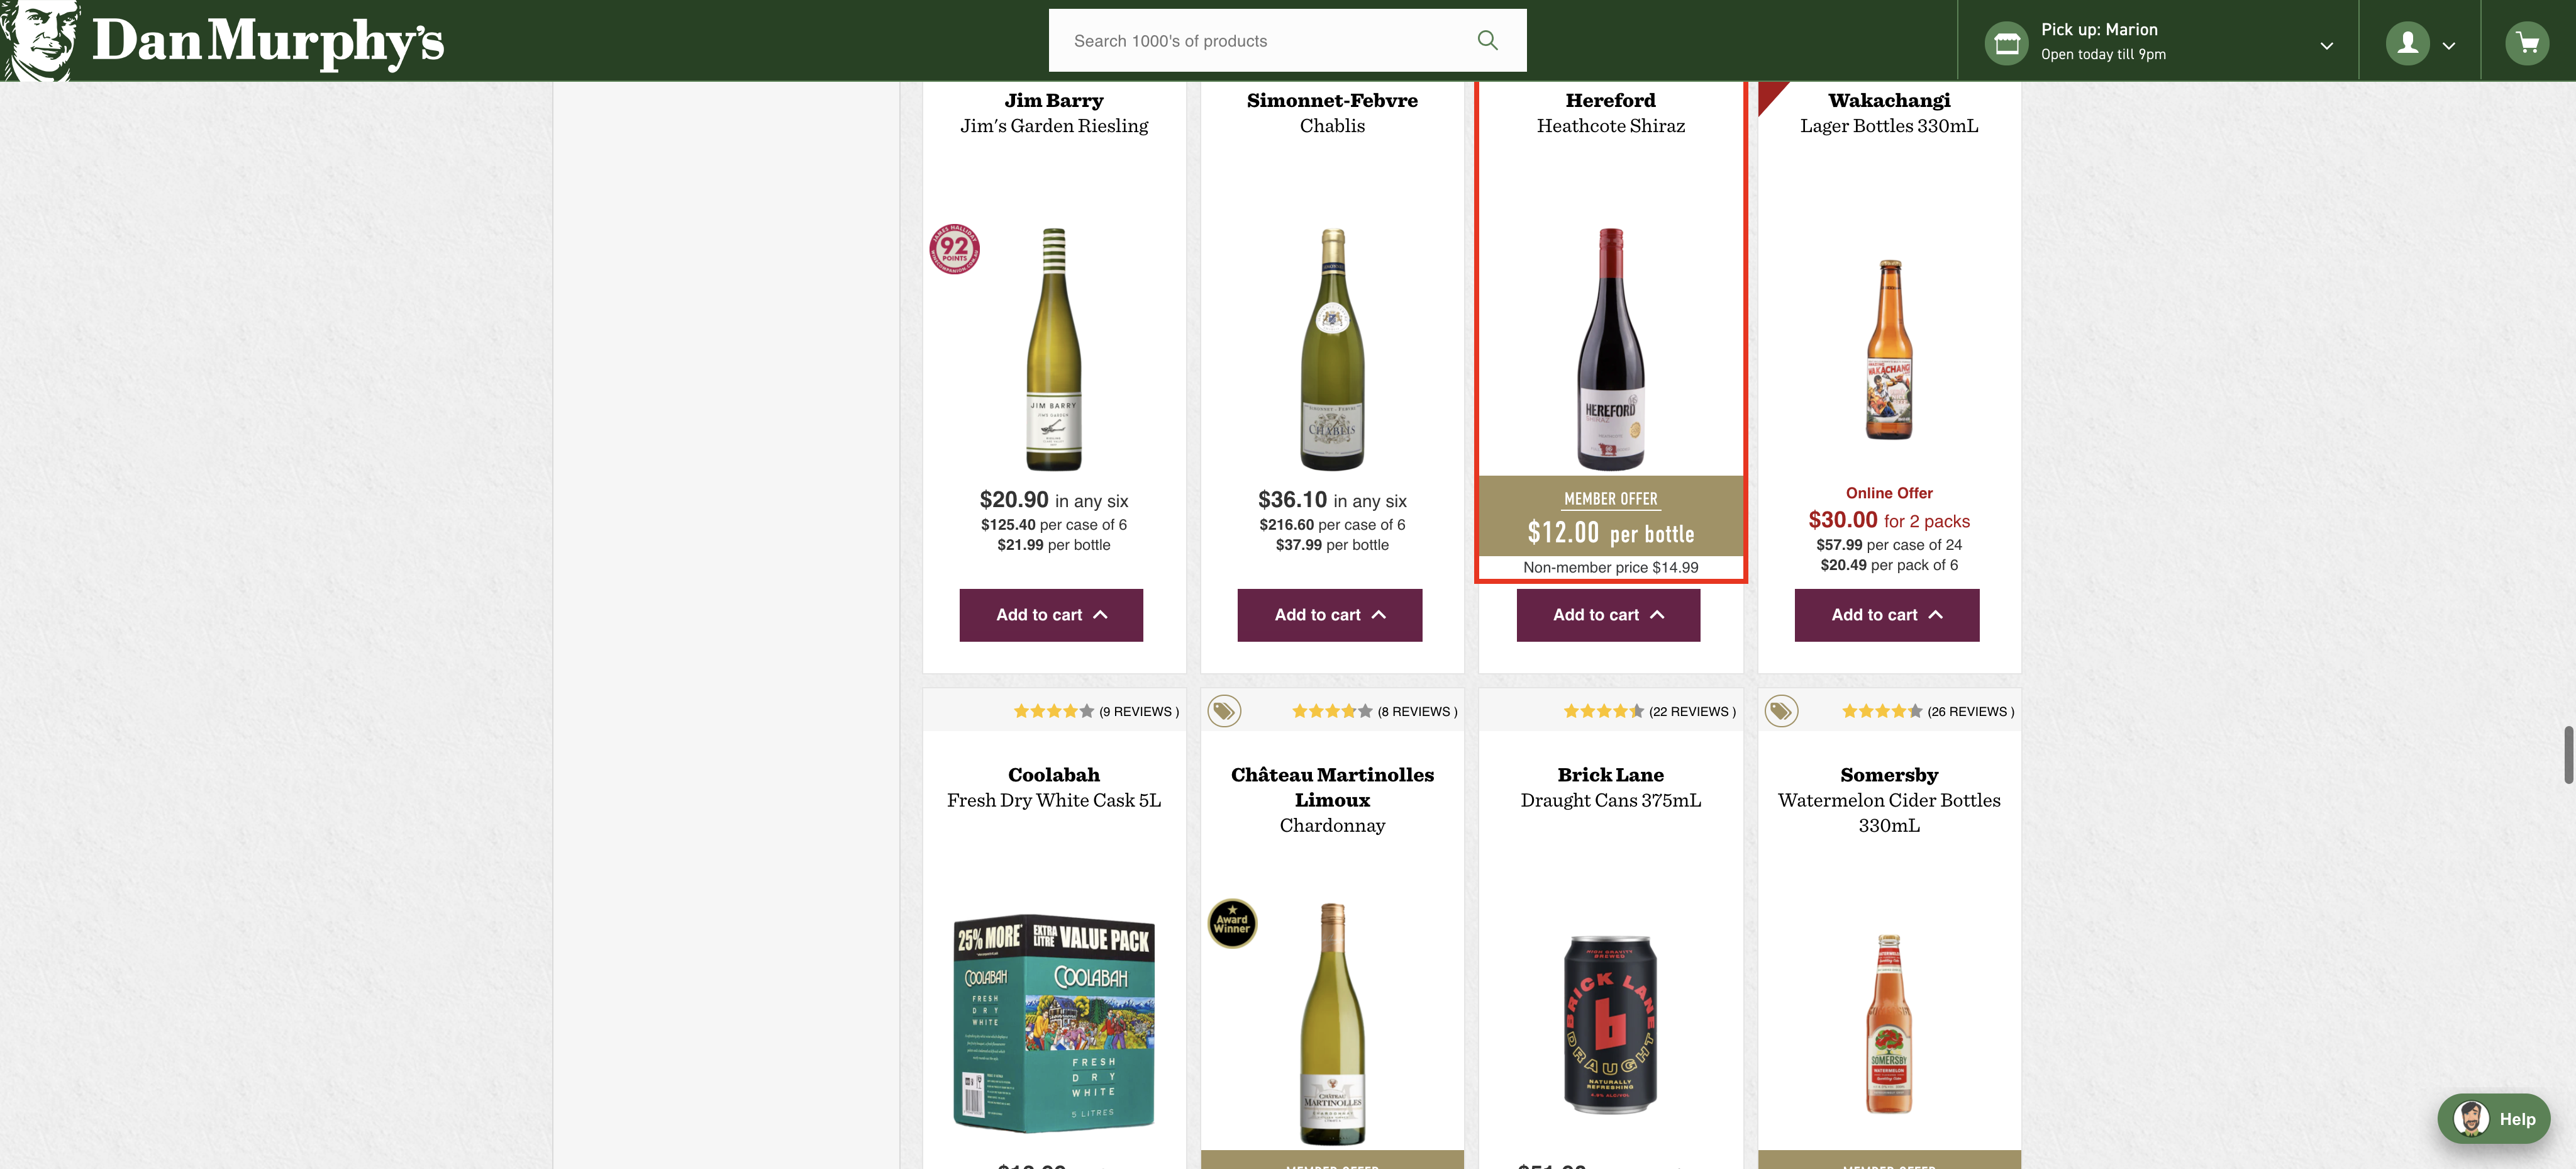 Dan Murphy's
Search 1000's of products
Pick up: Marion
Open today till 9pm
Jim Barry
Jim's Garden Riesling
92
POINTS
JIM BARRY
$20.90 in any six
$125.40 per case of 6
$21.99 per bottle
Add to cart
Simonnet-Febvre
Chablis
CHABLIS
$36.10 in any six
$216.60 per case of 6
$37.99 per bottle
Add to cart
Hereford
Heathcote Shiraz
HEREFORD
SHIRAZ
MEMBER OFFER
$12.00 per bottle
Non-member price $14.99
Add to cart
Wakachangi
Lager Bottles 330mL
WAKACHANGI
Online Offer
$30.00 for 2 packs
$57.99 per case of 24
$20.49 per pack of 6
Add to cart
(9 REVIEWS )
Coolabah
Fresh Dry White Cask 5L
25% MORE
EXTRA LITRE VALUE PACK
COOLABAH
FRESH
DRY
WHITE
COOLABAH
FRESH
DRY
WHITE
5 LITRES
(8 REVIEWS )
Château Martinolles
Limoux
Chardonnay
Award
Winner
CHÂTEAU
MARTINOLLES
MEMBER OFFER
(22 REVIEWS )
Brick Lane
Draught Cans 375mL
BRICK LANE
b
DRAUGHT
NATURALLY
REFRESHING
(26 REVIEWS )
Somersby
Watermelon Cider Bottles
330mL
SOMERSBY
WATERMELON
MEMBER OFFER
Help